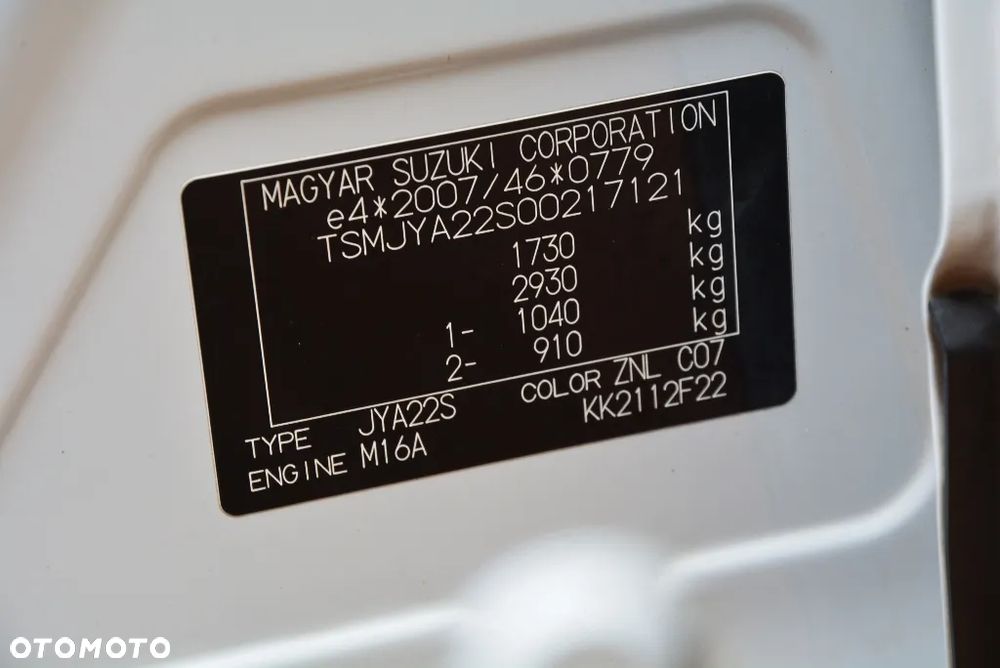 MAGYAR SUZUKI CORPORATION
e4*2007/46*0779
TSMJYA22S00217121
1730 kg
2930 kg
1- 1040 kg
2- 910 kg
TYPE JYA22S COLOR ZNL C07
ENGINE M16A KK2112F22
OTOMOTO